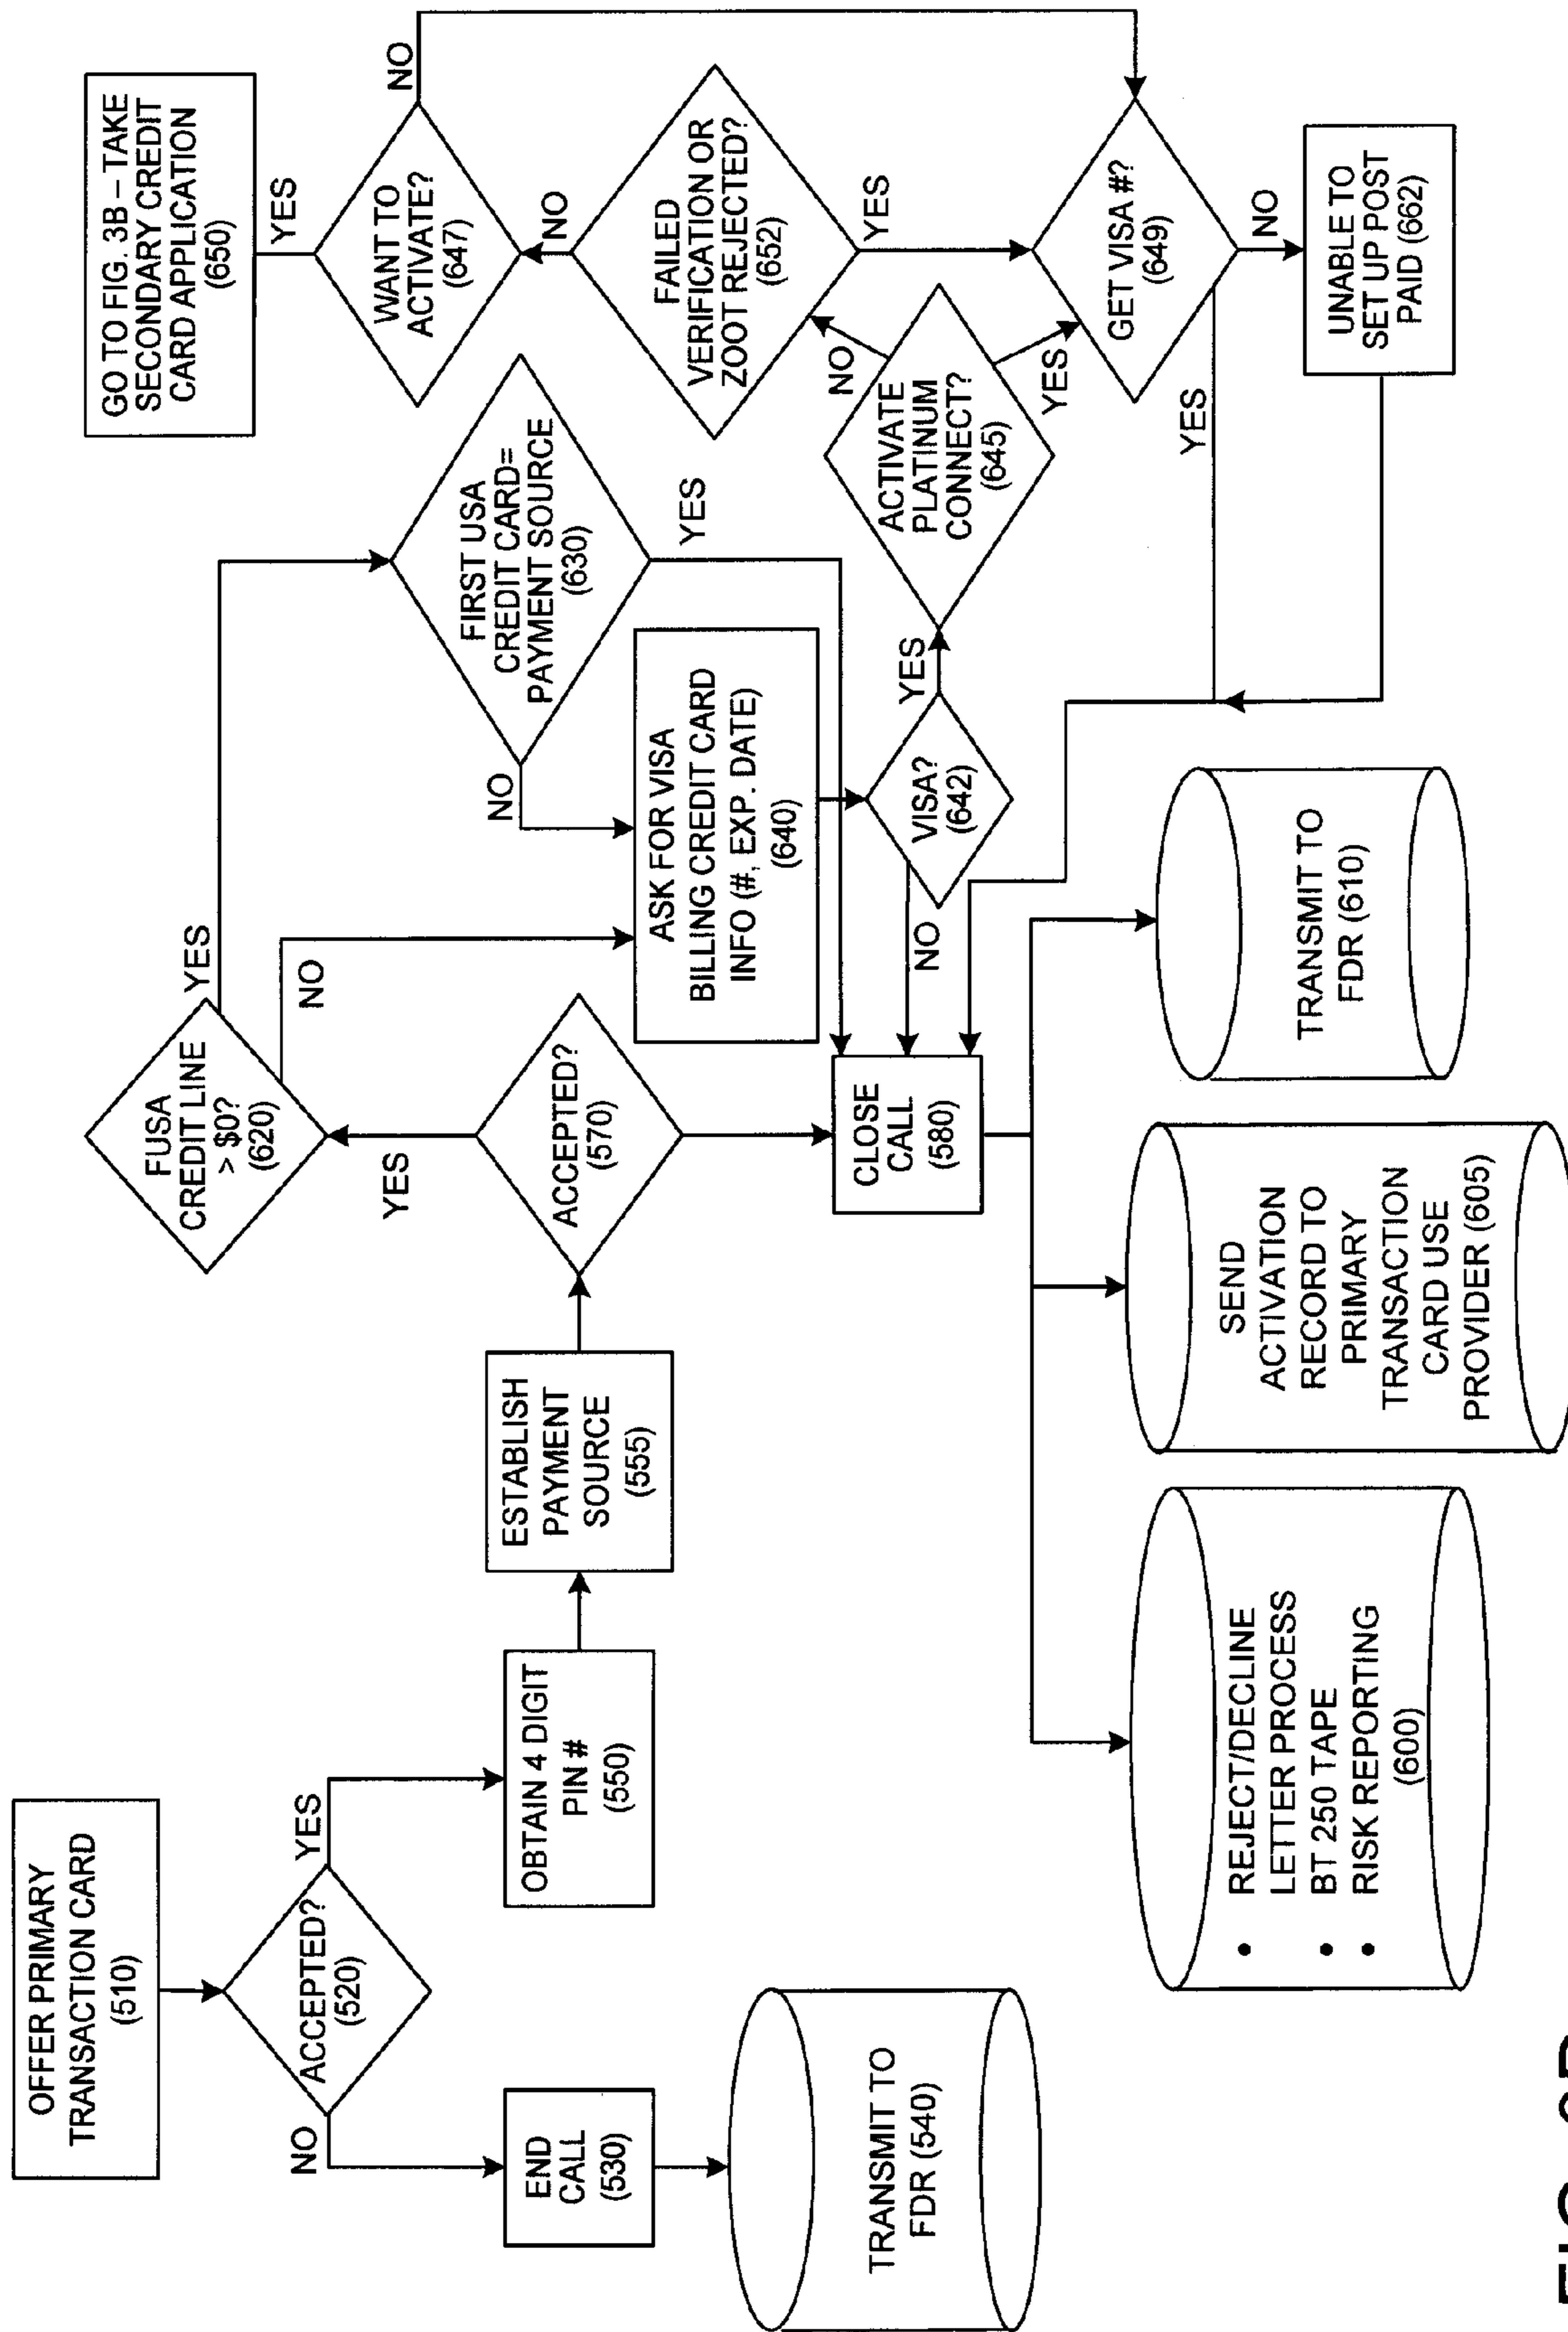 OFFER PRIMARY
TRANSACTION CARD
(510)
ACCEPTED?
(520)
NO
YES
END
CALL
(530)
TRANSMIT TO
FDR (540)
OBTAIN 4 DIGIT
PIN #
(550)
ESTABLISH
PAYMENT
SOURCE
(555)
ACCEPTED?
(570)
YES
FUSA
CREDIT LINE
> $0?
(620)
YES
NO
FIRST USA
CREDIT CARD=
PAYMENT SOURCE
(630)
NO
YES
ASK FOR VISA
BILLING CREDIT CARD
INFO (#, EXP. DATE)
(640)
VISA?
(642)
NO
YES
ACTIVATE
PLATINUM
CONNECT?
(645)
NO
YES
FAILED
VERIFICATION OR
ZOOT REJECTED?
(652)
NO
YES
WANT TO
ACTIVATE?
(647)
YES
NO
GO TO FIG. 3B – TAKE
SECONDARY CREDIT
CARD APPLICATION
(650)
GET VISA #?
(649)
YES
NO
UNABLE TO
SET UP POST
PAID (662)
CLOSE
CALL
(580)
• REJECT/DECLINE
LETTER PROCESS
• BT 250 TAPE
• RISK REPORTING
(600)
SEND
ACTIVATION
RECORD TO
PRIMARY
TRANSACTION
CARD USE
PROVIDER (605)
TRANSMIT TO
FDR (610)